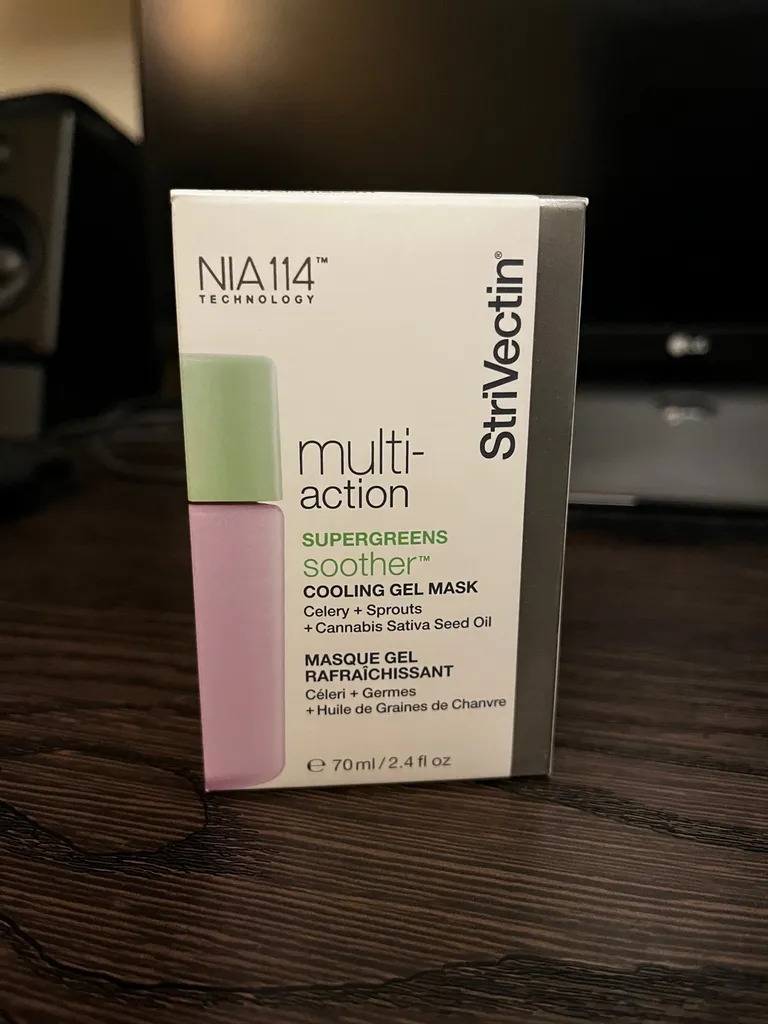 NIA114™
TECHNOLOGY
StriVectin®
multi-
action
SUPERGREENS
soother™
COOLING GEL MASK
Celery + Sprouts
+ Cannabis Sativa Seed Oil
MASQUE GEL
RAFRAÎCHISSANT
Céleri + Germes
+ Huile de Graines de Chanvre
℮ 70 ml / 2.4 fl oz
LG